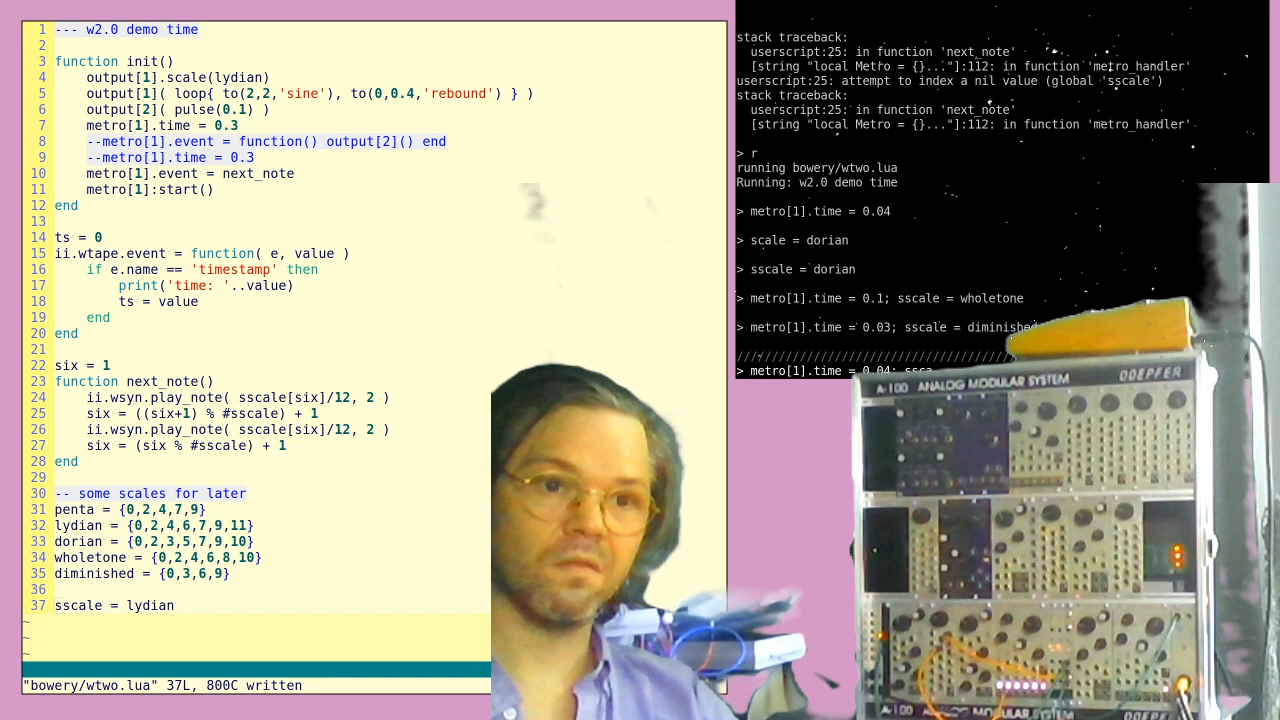 1 --- w2.0 demo time
2
3 function init()
4     output[1].scale(lydian)
5     output[1]( loop{ to(2,2,'sine'), to(0,0.4,'rebound') } )
6     output[2]( pulse(0.1) )
7     metro[1].time = 0.3
8     --metro[1].event = function() output[2]() end
9     --metro[1].time = 0.3
10     metro[1].event = next_note
11     metro[1]:start()
12 end
13
14 ts = 0
15 ii.wtape.event = function( e, value )
16     if e.name == 'timestamp' then
17         print('time: '..value)
18         ts = value
19     end
20 end
21
22 six = 1
23 function next_note()
24     ii.wsyn.play_note( sscale[six]/12, 2 )
25     six = ((six+1) % #sscale) + 1
26     ii.wsyn.play_note( sscale[six]/12, 2 )
27     six = (six % #sscale) + 1
28 end
29
30 -- some scales for later
31 penta = {0,2,4,7,9}
32 lydian = {0,2,4,6,7,9,11}
33 dorian = {0,2,3,5,7,9,10}
34 wholetone = {0,2,4,6,8,10}
35 diminished = {0,3,6,9}
36
37 sscale = lydian
~
~
~
"bowery/wtwo.lua" 37L, 800C written
stack traceback:
  userscript:25: in function 'next_note'
  [string "local Metro = {}..."]:112: in function 'metro_handler'
userscript:25: attempt to index a nil value (global 'sscale')
stack traceback:
  userscript:25: in function 'next_note'
  [string "local Metro = {}..."]:112: in function 'metro_handler'
> r
running bowery/wtwo.lua
Running: w2.0 demo time
> metro[1].time = 0.04
> scale = dorian
> sscale = dorian
> metro[1].time = 0.1; sscale = wholetone
> metro[1].time = 0.03; sscale = diminished
///////////////////////////////////////
> metro[1].time = 0.04; ssca
A-100 ANALOG MODULAR SYSTEM DOEPFER
A-100 ANALOG MODULAR SYSTEM DOEPFER